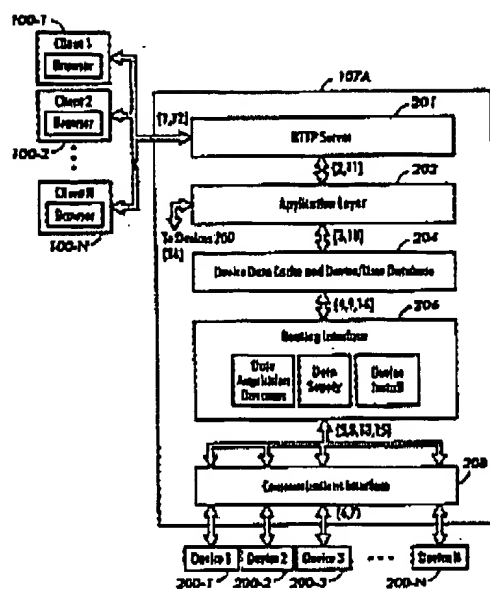 100-1
Client 1
Browser
Client 2
Browser
100-2
Client N
Browser
100-N
107A
201
[1,12]
HTTP Server
[2,11]
202
Application Layer
To Devices 200
[3,10]
204
Device Data Cache and Device/User Database
[4,9,14]
206
Routing Interface
Data
Acquisition
Data
Supply
Device
[5,8,13,15]
208
Communications Interface
[6,7]
Device 1
Device 2
Device 3
Device N
200-1
200-2
200-3
200-N